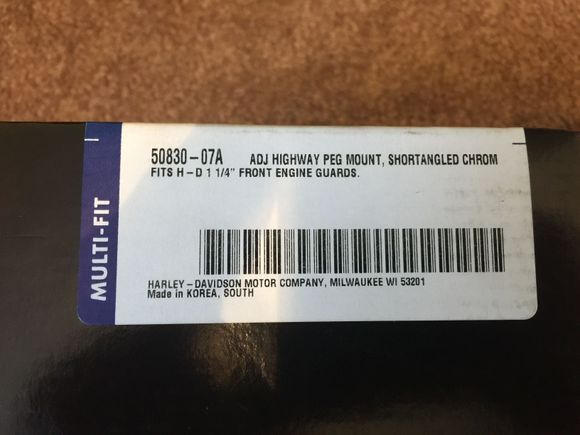 50830-07A ADJ HIGHWAY PEG MOUNT, SHORTANGLED CHROM
FITS H-D 1 1/4" FRONT ENGINE GUARDS.
MULTI-FIT
HARLEY-DAVIDSON MOTOR COMPANY, MILWAUKEE WI 53201
Made in KOREA, SOUTH